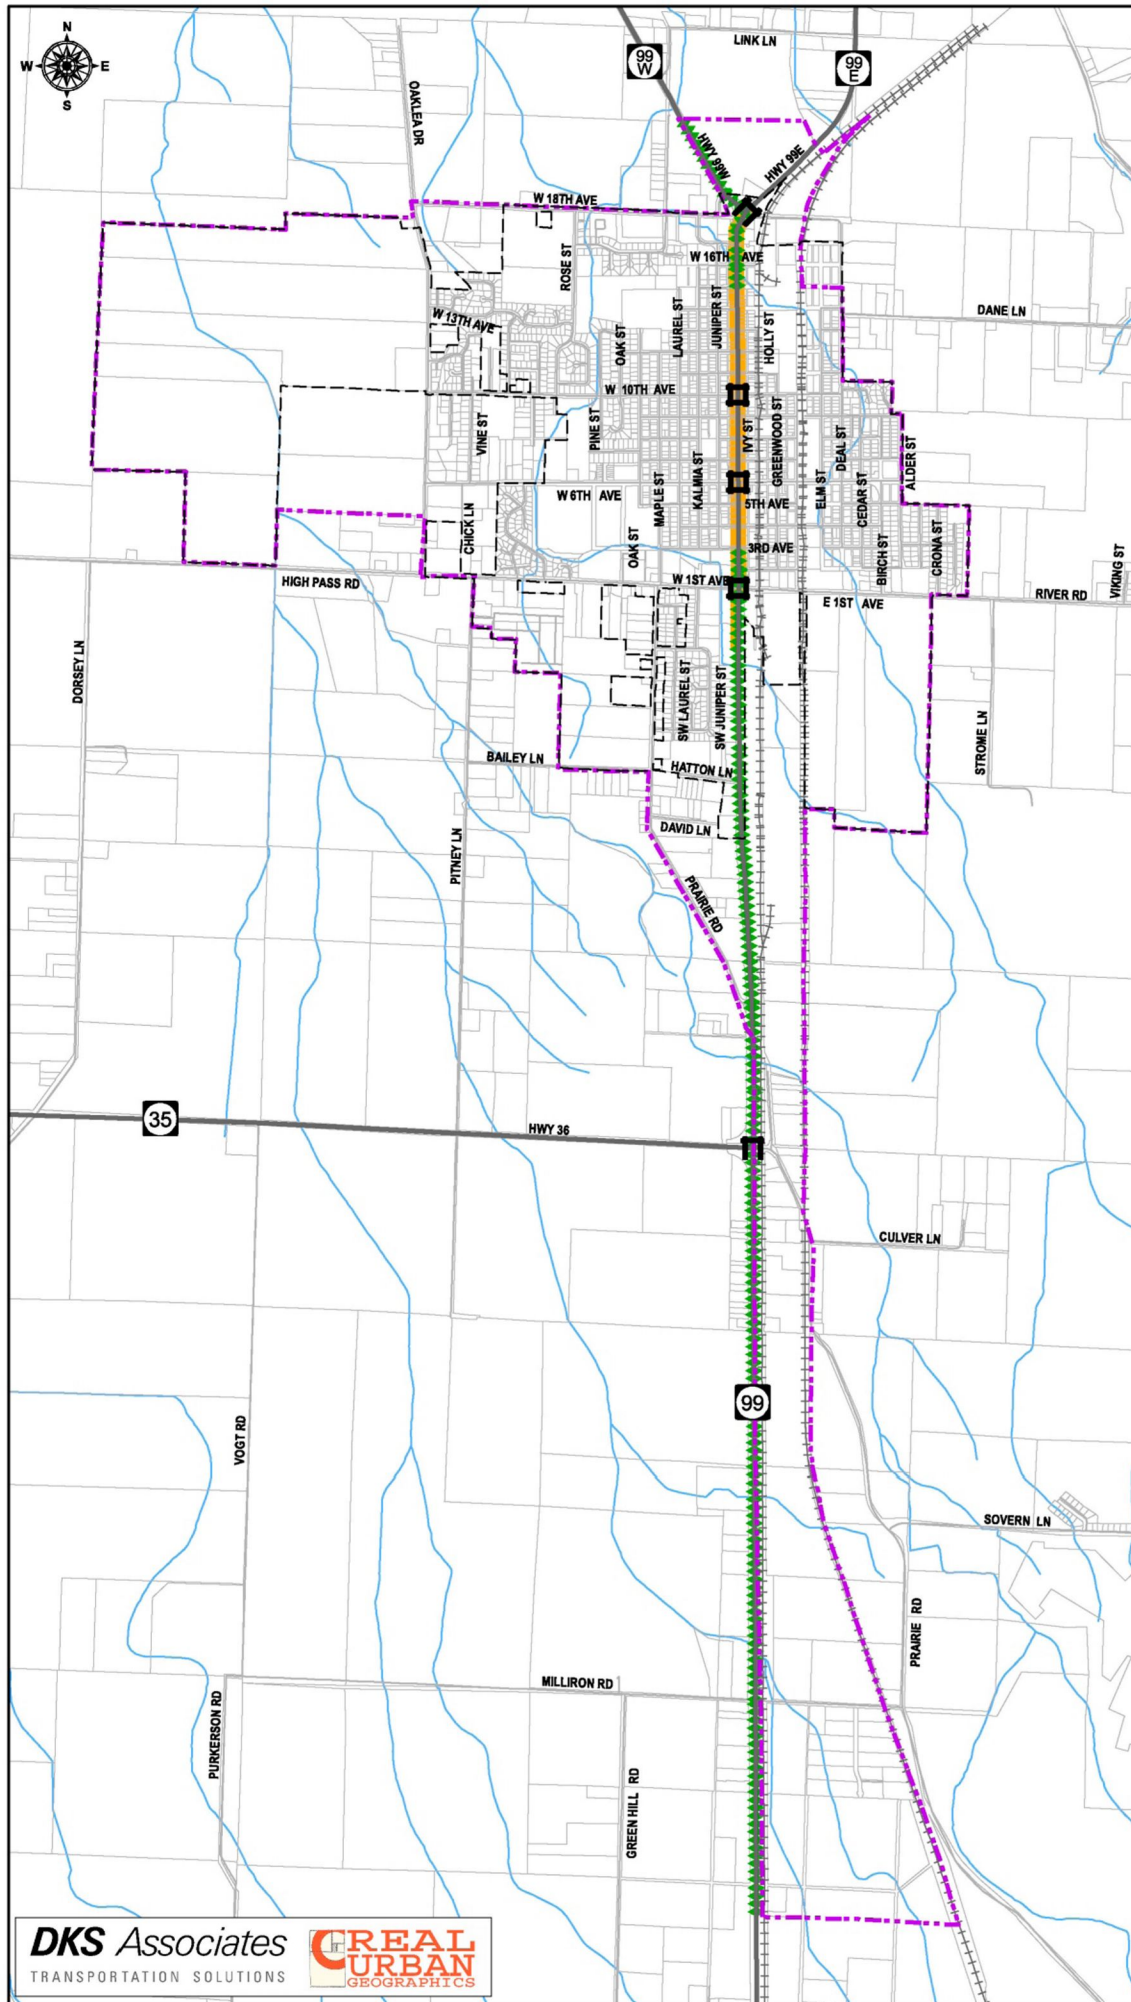 N
W E
S
99
W
99
E
LINK LN
OAKLEA DR
HWY 99W
HWY 99E
W 18TH AVE
ROSE ST
W 16TH AVE
JUNIPER ST
LAUREL ST
HOLLY ST
DANE LN
W 13TH AVE
OAK ST
W 10TH AVE
VINE ST
PINE ST
IVY ST
GREENWOOD ST
DEAL ST
ALDER ST
MAPLE ST
KALMIA ST
ELM ST
CEDAR ST
W 6TH AVE
5TH AVE
CHICK LN
OAK ST
3RD AVE
BIRCH ST
CRONA ST
VIKING ST
HIGH PASS RD
W 1ST AVE
E 1ST AVE
RIVER RD
DORSEY LN
SW LAUREL ST
SW JUNIPER ST
STROME LN
BAILEY LN
HATTON LN
PITNEY LN
DAVID LN
PRAIRIE RD
35
HWY 36
CULVER LN
99
VOGT RD
SOVERN LN
PRAIRIE RD
MILLIRON RD
PURKERSON RD
GREEN HILL RD
DKS Associates
TRANSPORTATION SOLUTIONS
REAL
URBAN
GEOGRAPHICS